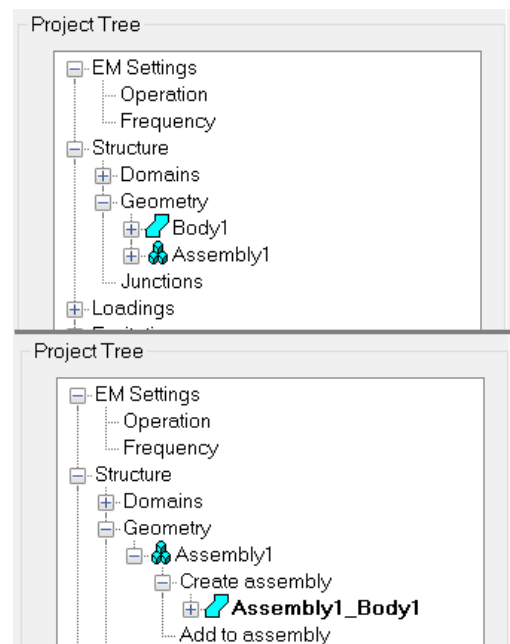 Project Tree
EM Settings
Operation
Frequency
Structure
Domains
Geometry
Body1
Assembly1
Junctions
Loadings
Project Tree
EM Settings
Operation
Frequency
Structure
Domains
Geometry
Assembly1
Create assembly
Assembly1_Body1
Add to assembly